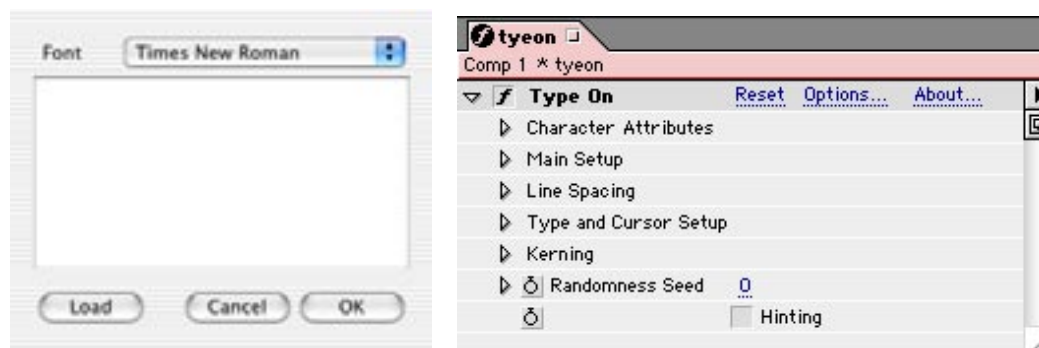 Font Times New Roman
Load Cancel OK
tyeon
Comp 1 * tyeon
Type On Reset Options... About...
Character Attributes
Main Setup
Line Spacing
Type and Cursor Setup
Kerning
Randomness Seed 0
Hinting